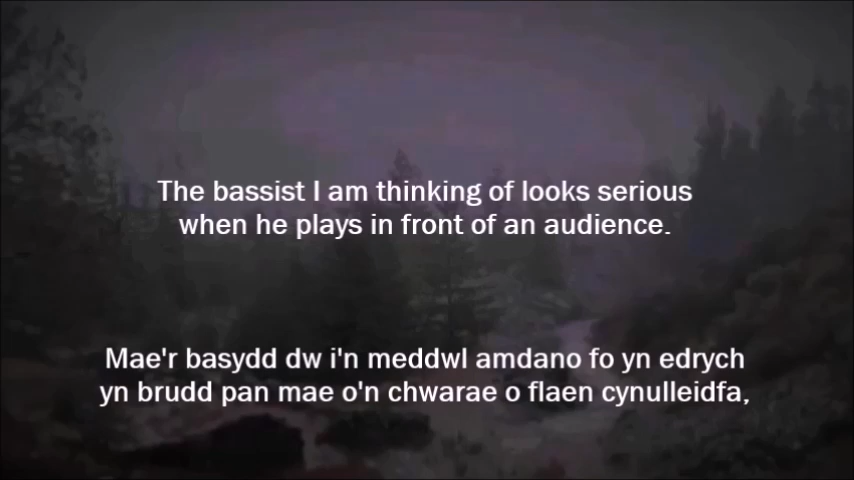 The bassist I am thinking of looks serious
when he plays in front of an audience.
Mae'r basydd dw i'n meddwl amdano fo yn edrych
yn brudd pan mae o'n chwarae o flaen cynulleidfa,